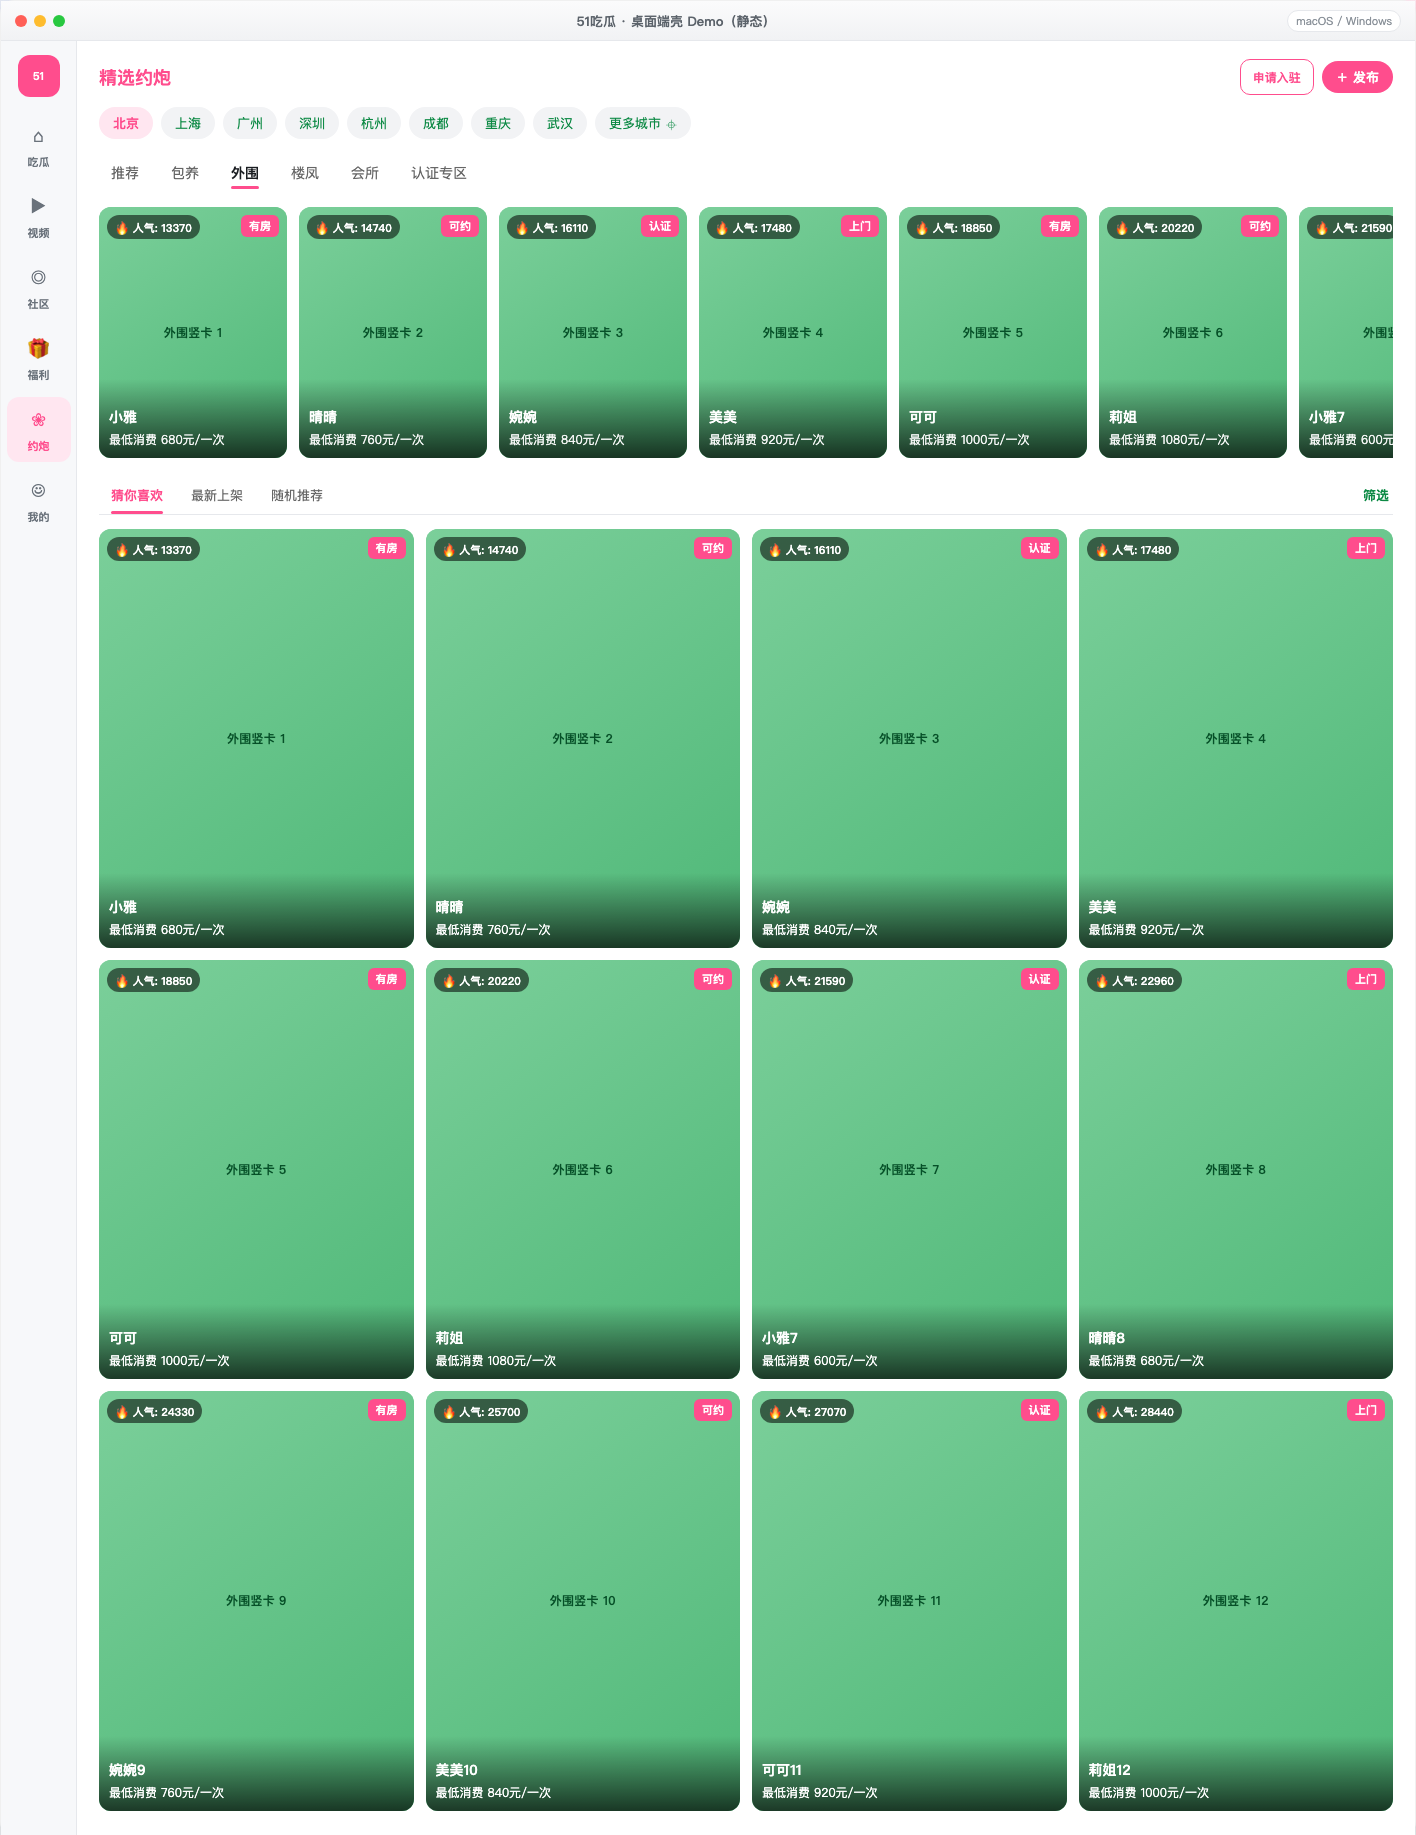 51吃瓜 · 桌面端壳 Demo（静态）
macOS / Windows
51
吃瓜
视频
社区
福利
约炮
我的
精选约炮
申请入驻
+ 发布
北京 上海 广州 深圳 杭州 成都 重庆 武汉 更多城市
推荐 包养 外围 楼凤 会所 认证专区
人气: 13370 有房
外围竖卡 1
小雅
最低消费 680元/一次
人气: 14740 可约
外围竖卡 2
晴晴
最低消费 760元/一次
人气: 16110 认证
外围竖卡 3
婉婉
最低消费 840元/一次
人气: 17480 上门
外围竖卡 4
美美
最低消费 920元/一次
人气: 18850 有房
外围竖卡 5
可可
最低消费 1000元/一次
人气: 20220 可约
外围竖卡 6
莉姐
最低消费 1080元/一次
人气: 21590
外围
小雅7
最低消费 600元
猜你喜欢 最新上架 随机推荐 筛选
人气: 13370 有房
外围竖卡 1
小雅
最低消费 680元/一次
人气: 14740 可约
外围竖卡 2
晴晴
最低消费 760元/一次
人气: 16110 认证
外围竖卡 3
婉婉
最低消费 840元/一次
人气: 17480 上门
外围竖卡 4
美美
最低消费 920元/一次
人气: 18850 有房
外围竖卡 5
可可
最低消费 1000元/一次
人气: 20220 可约
外围竖卡 6
莉姐
最低消费 1080元/一次
人气: 21590 认证
外围竖卡 7
小雅7
最低消费 600元/一次
人气: 22960 上门
外围竖卡 8
晴晴8
最低消费 680元/一次
人气: 24330 有房
外围竖卡 9
婉婉9
最低消费 760元/一次
人气: 25700 可约
外围竖卡 10
美美10
最低消费 840元/一次
人气: 27070 认证
外围竖卡 11
可可11
最低消费 920元/一次
人气: 28440 上门
外围竖卡 12
莉姐12
最低消费 1000元/一次